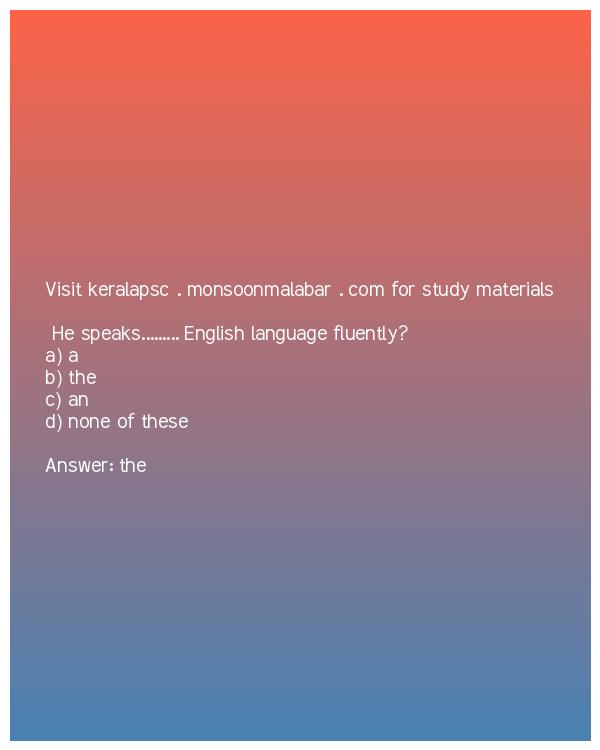 Visit keralapsc . monsoonmalabar . com for study materials
He speaks......... English language fluently?
a) a
b) the
c) an
d) none of these
Answer: the